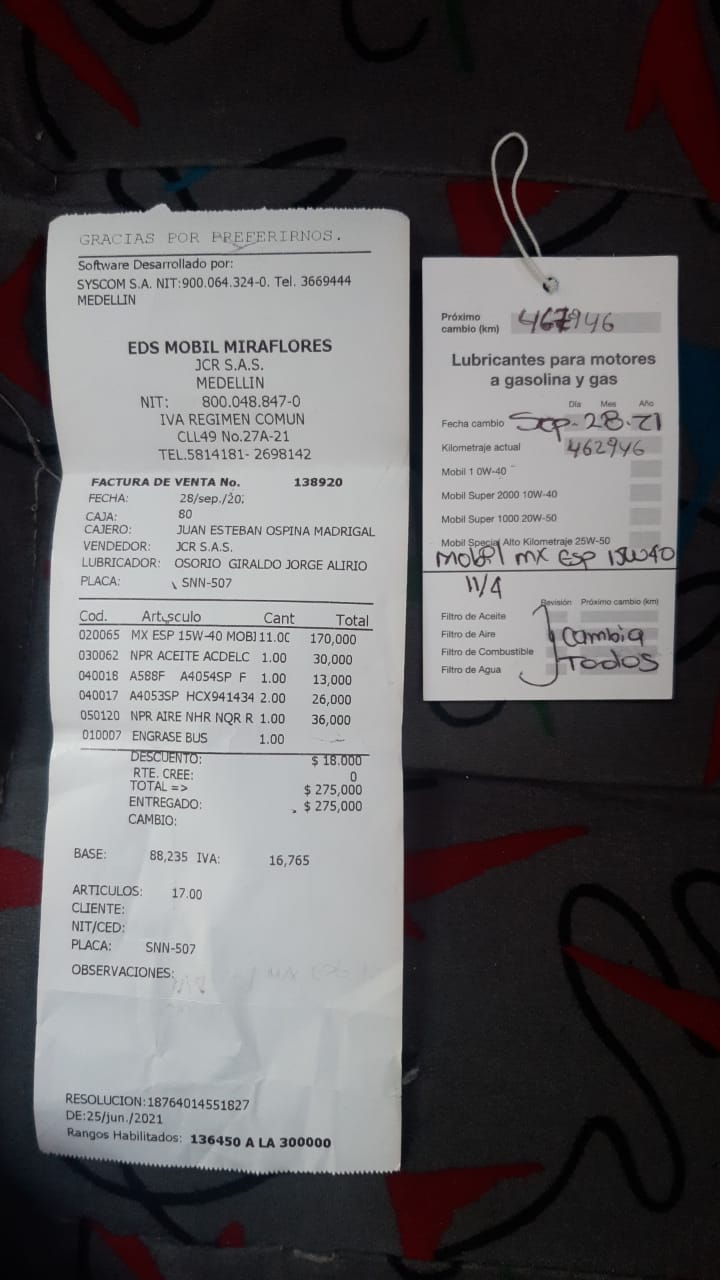 GRACIAS POR PREFERIRNOS.
Software Desarrollado por:
SYSCOM S.A. NIT:900.064.324-0. Tel. 3669444
MEDELLIN
EDS MOBIL MIRAFLORES
JCR S.A.S.
MEDELLIN
NIT: 800.048.847-0
IVA REGIMEN COMUN
CLL49 No.27A-21
TEL.5814181- 2698142
FACTURA DE VENTA No. 138920
FECHA: 28/sep./20
CAJA: 80
CAJERO: JUAN ESTEBAN OSPINA MADRIGAL
VENDEDOR: JCR S.A.S.
LUBRICADOR: OSORIO GIRALDO JORGE ALIRIO
PLACA: SNN-507
Cod. Artsculo Cant Total
020065 MX ESP 15W-40 MOBI 11.00 170,000
030062 NPR ACEITE ACDELC 1.00 30,000
040018 A588F A4054SP F 1.00 13,000
040017 A4053SP HCX941434 2.00 26,000
050120 NPR AIRE NHR NQR R 1.00 36,000
010007 ENGRASE BUS 1.00
DESCUENTO: $ 18.000
RTE. CREE: 0
TOTAL => $ 275,000
ENTREGADO: $ 275,000
CAMBIO:
BASE: 88,235 IVA: 16,765
ARTICULOS: 17.00
CLIENTE:
NIT/CED:
PLACA: SNN-507
OBSERVACIONES:
RESOLUCION:18764014551827
DE:25/jun./2021
Rangos Habilitados: 136450 A LA 300000
Próximo
cambio (km) 467946
Lubricantes para motores
a gasolina y gas
Día Mes Año
Fecha cambio Sep-28-21
Kilometraje actual 462946
Mobil 1 0W-40
Mobil Super 2000 10W-40
Mobil Super 1000 20W-50
Mobil Special Alto Kilometraje 25W-50
Mobil MX ESP 15W40
11/4
Revisión Próximo cambio (km)
Filtro de Aceite
Filtro de Aire Cambia
Filtro de Combustible
Filtro de Agua Todos